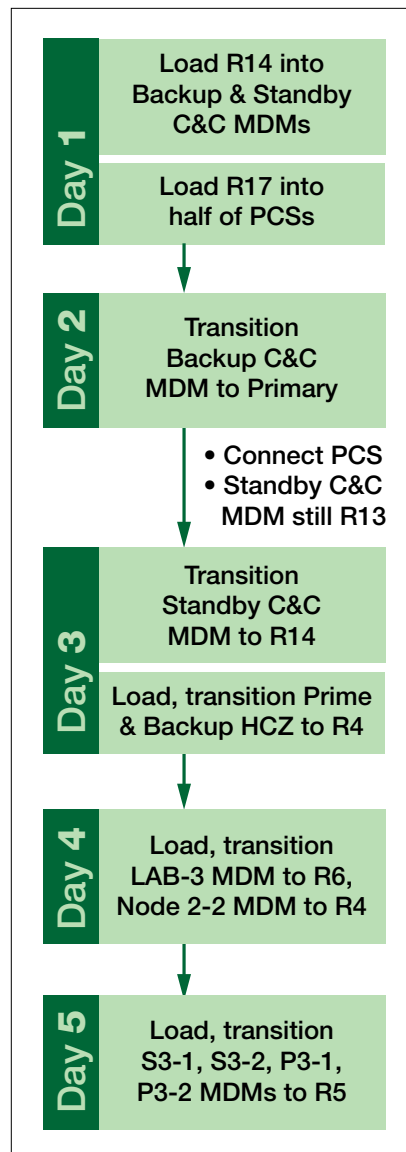 Day 1
Load R14 into
Backup & Standby
C&C MDMs
Load R17 into
half of PCSs
Day 2
Transition
Backup C&C
MDM to Primary
• Connect PCS
• Standby C&C
MDM still R13
Day 3
Transition
Standby C&C
MDM to R14
Load, transition Prime
& Backup HCZ to R4
Day 4
Load, transition
LAB-3 MDM to R6,
Node 2-2 MDM to R4
Day 5
Load, transition
S3-1, S3-2, P3-1,
P3-2 MDMs to R5